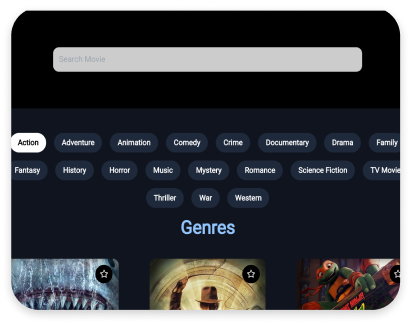 Search Movie
Action Adventure Animation Comedy Crime Documentary Drama Family
Fantasy History Horror Music Mystery Romance Science Fiction TV Movie
Thriller War Western
Genres